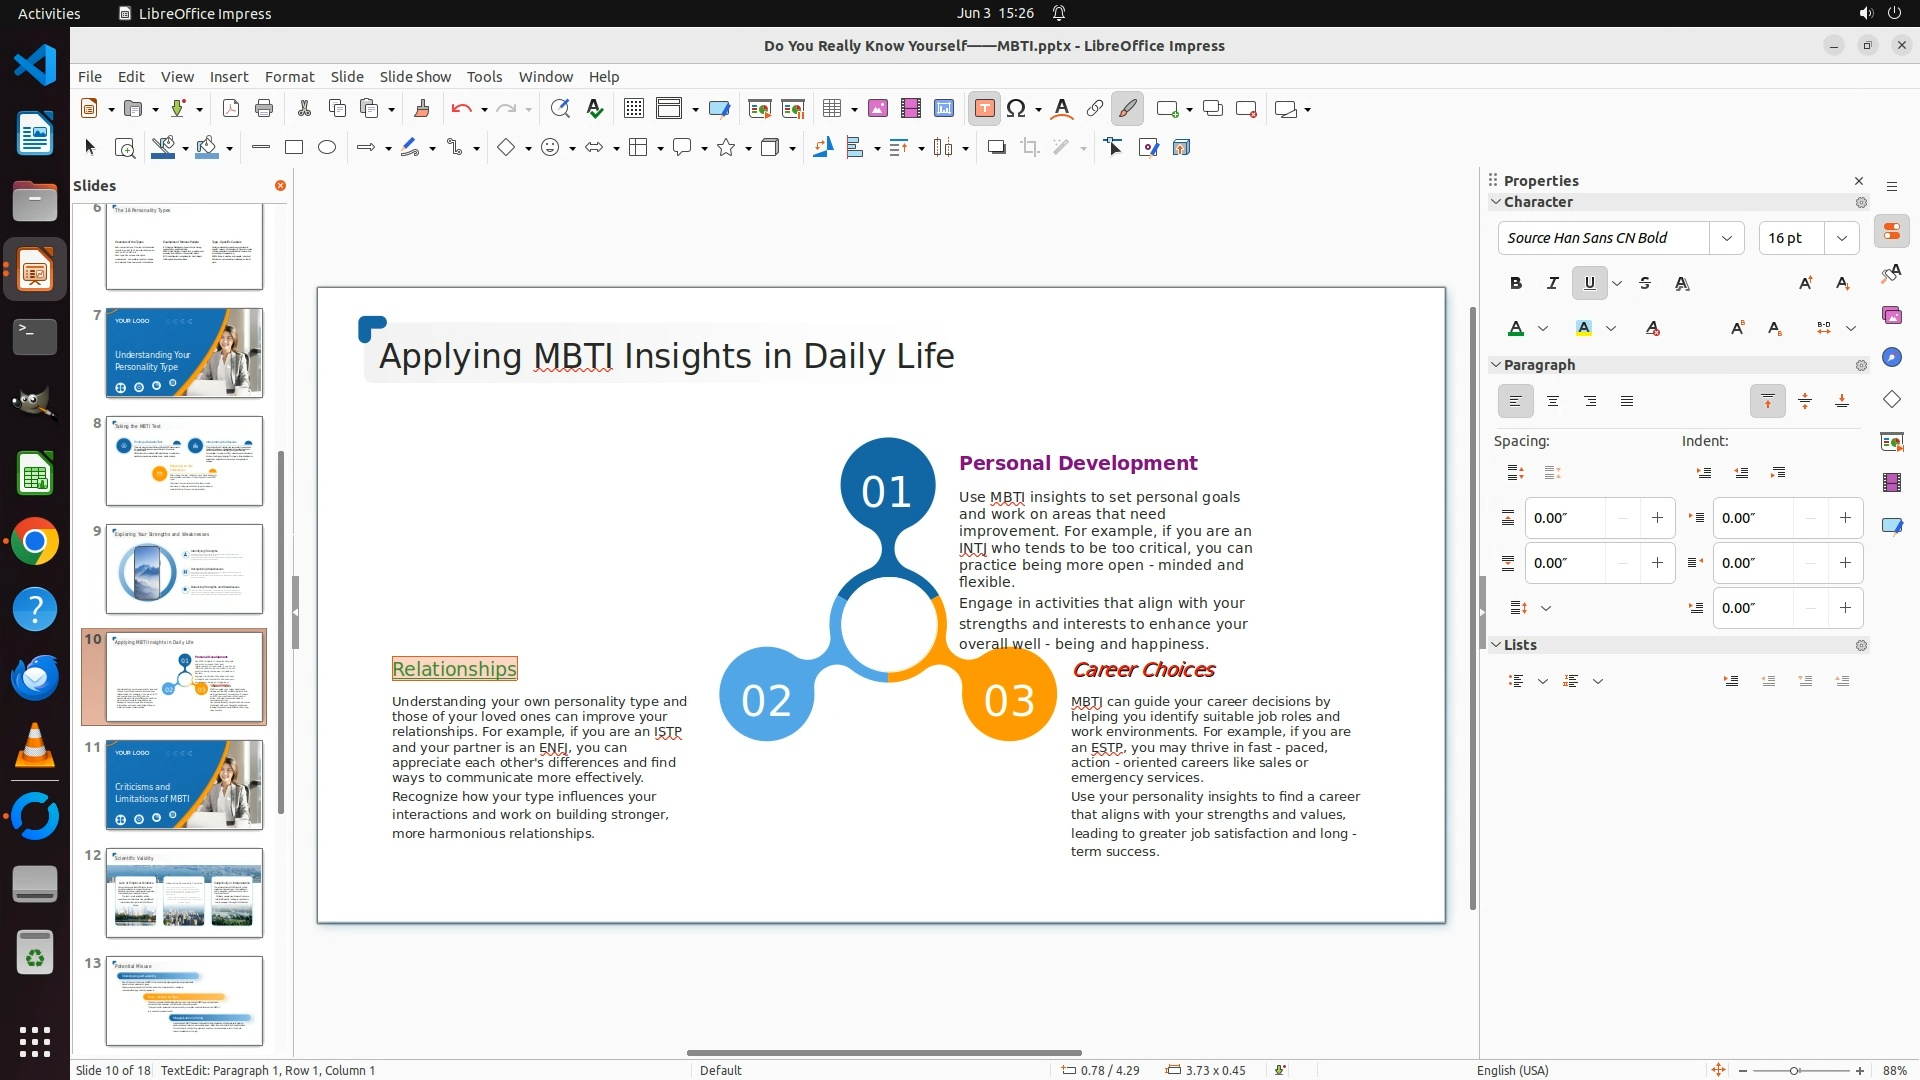 Activities
LibreOffice Impress
Jun 3 15:26
Do You Really Know Yourself——MBTI.pptx - LibreOffice Impress
File Edit View Insert Format Slide Slide Show Tools Window Help
Slides
6
The 16 Personality Types
7
YOUR LOGO
Understanding Your
Personality Type
8
Taking the MBTI Test
9
Exploring Your Strengths and Weaknesses
10
Applying MBTI Insights in Daily Life
11
YOUR LOGO
Criticisms and
Limitations of MBTI
12
Scientific Validity
13
Potential Misuse
Applying MBTI Insights in Daily Life
01
Personal Development
Use MBTI insights to set personal goals
and work on areas that need
improvement. For example, if you are an
INTJ who tends to be too critical, you can
practice being more open - minded and
flexible.
Engage in activities that align with your
strengths and interests to enhance your
overall well - being and happiness.
Relationships
Understanding your own personality type and
those of your loved ones can improve your
relationships. For example, if you are an ISTP
and your partner is an ENFJ, you can
appreciate each other's differences and find
ways to communicate more effectively.
Recognize how your type influences your
interactions and work on building stronger,
more harmonious relationships.
02
03
Career Choices
MBTI can guide your career decisions by
helping you identify suitable job roles and
work environments. For example, if you are
an ESTP, you may thrive in fast - paced,
action - oriented careers like sales or
emergency services.
Use your personality insights to find a career
that aligns with your strengths and values,
leading to greater job satisfaction and long -
term success.
Properties
Character
Source Han Sans CN Bold
16 pt
Paragraph
Spacing:
Indent:
0.00″
0.00″
0.00″
0.00″
0.00″
Lists
Slide 10 of 18
TextEdit: Paragraph 1, Row 1, Column 1
Default
0.78 / 4.29
3.73 x 0.45
English (USA)
88%